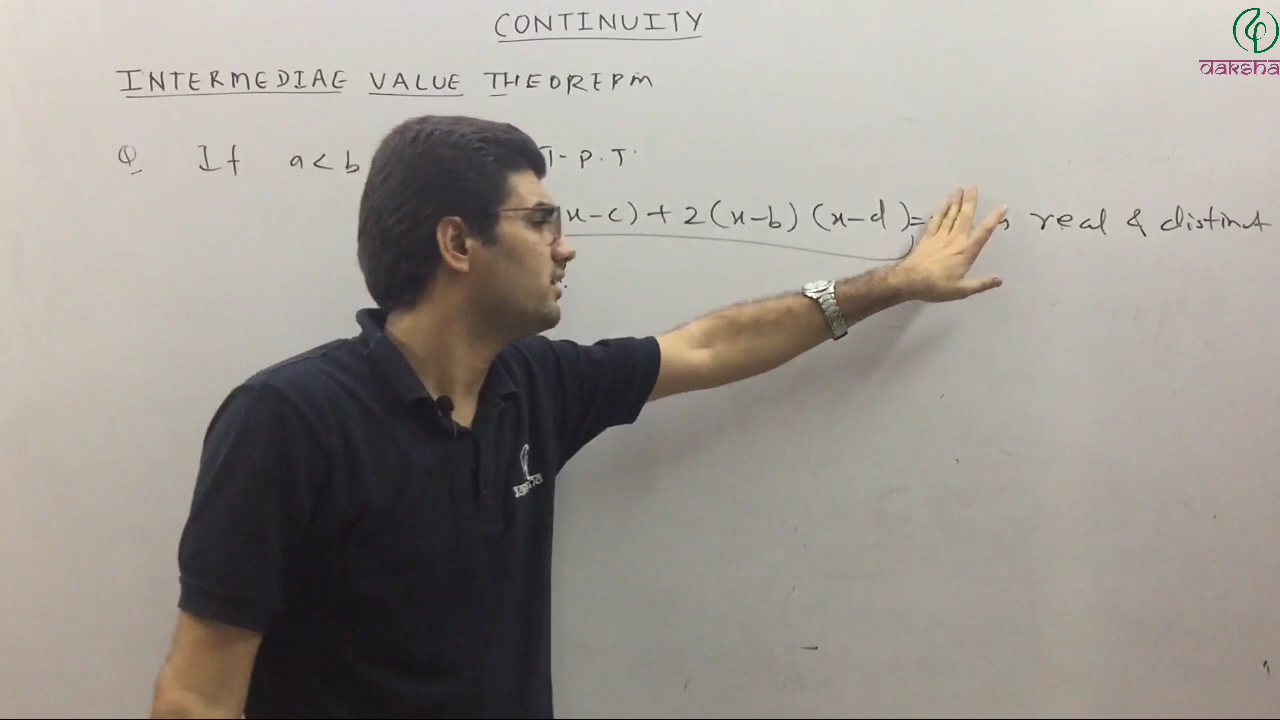 CONTINUITY
daksha
INTERMEDIAE VALUE THEOREPM
Q If a<b T. P. T.
x-c) + 2(x-b) (x-d)= real & distinct